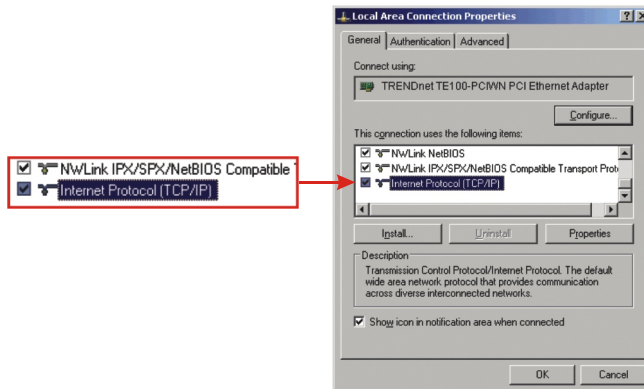 NWLink IPX/SPX/NetBIOS Compatible
Internet Protocol (TCP/IP)
Local Area Connection Properties
General Authentication Advanced
Connect using:
TRENDnet TE100-PCIWN PCI Ethernet Adapter
Configure...
This connection uses the following items:
NWLink NetBIOS
NWLink IPX/SPX/NetBIOS Compatible Transport Prot
Internet Protocol (TCP/IP)
Install... Uninstall Properties
Description
Transmission Control Protocol/Internet Protocol. The default
wide area network protocol that provides communication
across diverse interconnected networks.
Show icon in notification area when connected
OK Cancel